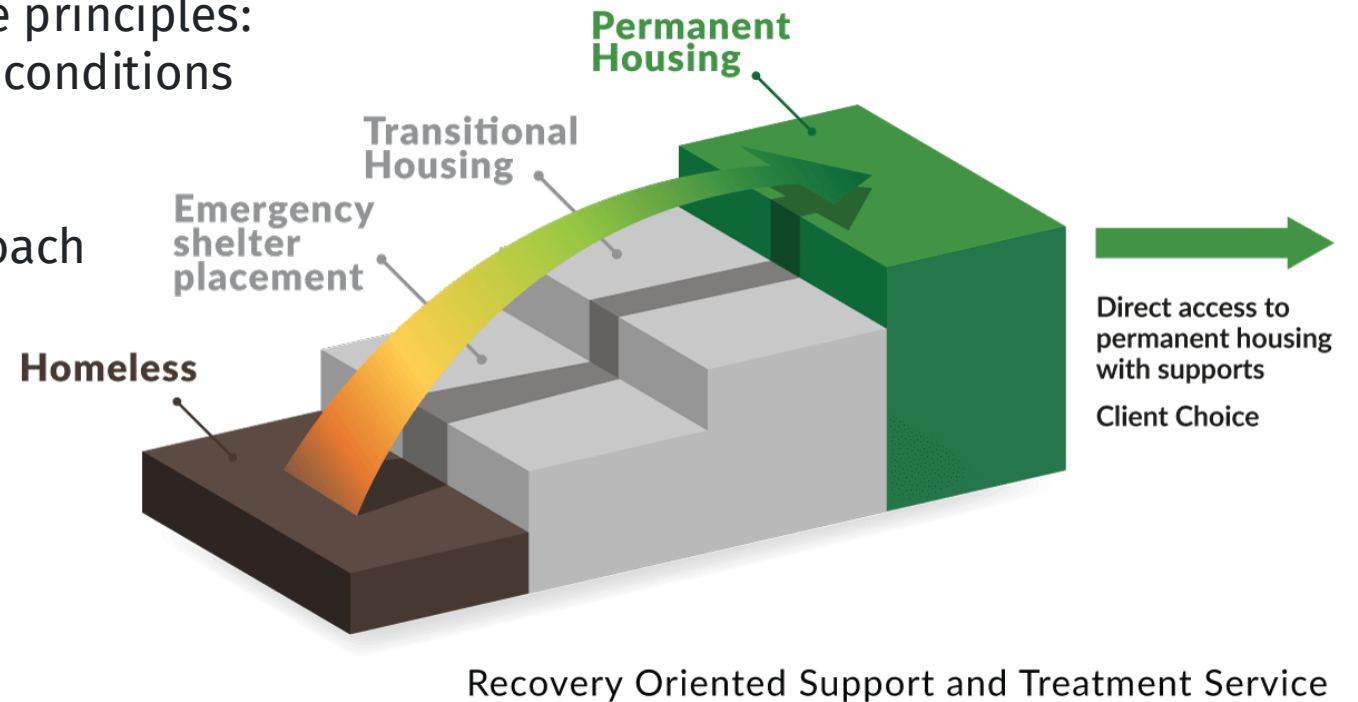 e principles:
conditions
oach
Permanent
Housing
Transitional
Housing
Emergency
shelter
placement
Homeless
Direct access to
permanent housing
with supports
Client Choice
Recovery Oriented Support and Treatment Service